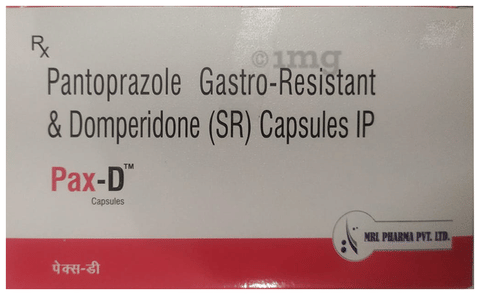 Rx
©1mg
Pantoprazole Gastro-Resistant
& Domperidone (SR) Capsules IP
Pax-D™
Capsules
MRL PHARMA PVT. LTD.
पेक्स-डी